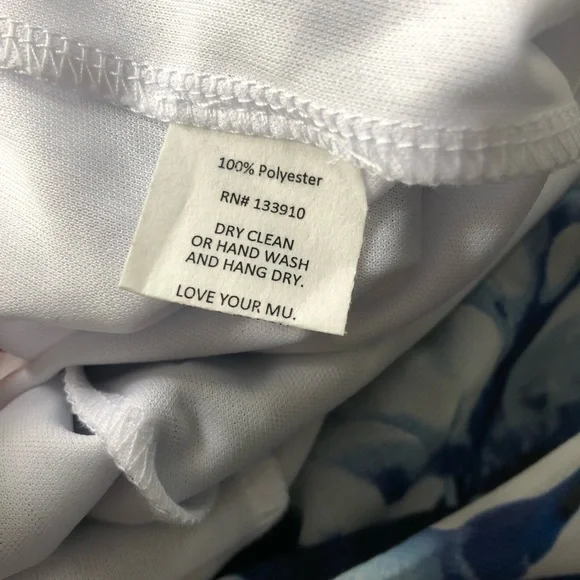 100% Polyester
RN# 133910
DRY CLEAN
OR HAND WASH
AND HANG DRY.
LOVE YOUR MU.